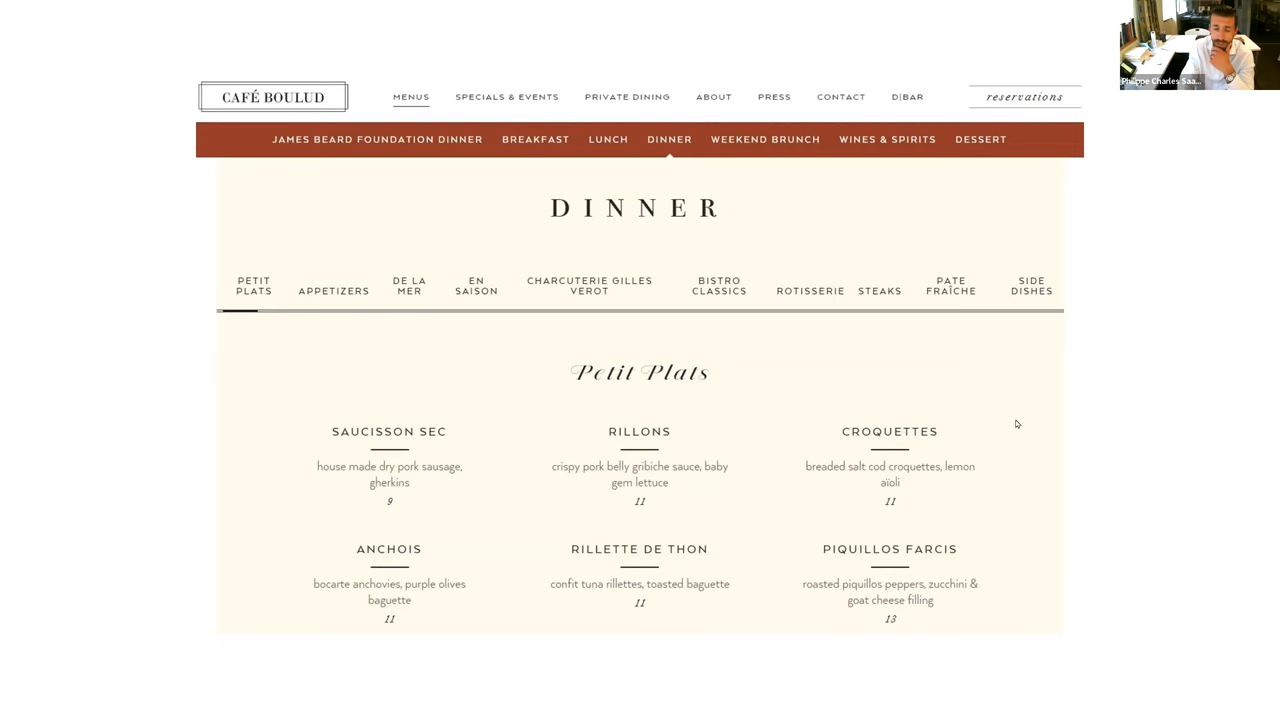 CAFÉ BOULUD
MENUS SPECIALS & EVENTS PRIVATE DINING ABOUT PRESS CONTACT D|BAR reservations
JAMES BEARD FOUNDATION DINNER BREAKFAST LUNCH DINNER WEEKEND BRUNCH WINES & SPIRITS DESSERT
DINNER
PETIT PLATS APPETIZERS DE LA MER EN SAISON CHARCUTERIE GILLES VEROT BISTRO CLASSICS ROTISSERIE STEAKS PATE FRAÎCHE SIDE DISHES
Petit Plats
SAUCISSON SEC
house made dry pork sausage,
gherkins
9
RILLONS
crispy pork belly gribiche sauce, baby
gem lettuce
11
CROQUETTES
breaded salt cod croquettes, lemon
aïoli
11
ANCHOIS
bocarte anchovies, purple olives
baguette
11
RILLETTE DE THON
confit tuna rillettes, toasted baguette
11
PIQUILLOS FARCIS
roasted piquillos peppers, zucchini &
goat cheese filling
13
Philippe Charles Saa...